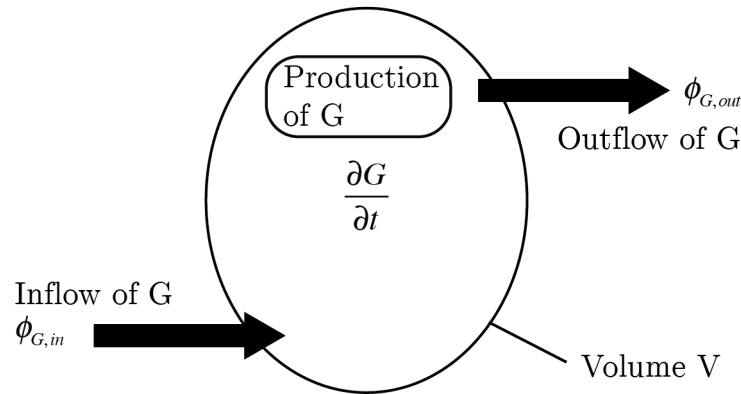 Production
of G
ϕ_{G,out}
Outflow of G
∂G
∂t
Inflow of G
ϕ_{G,in}
Volume V